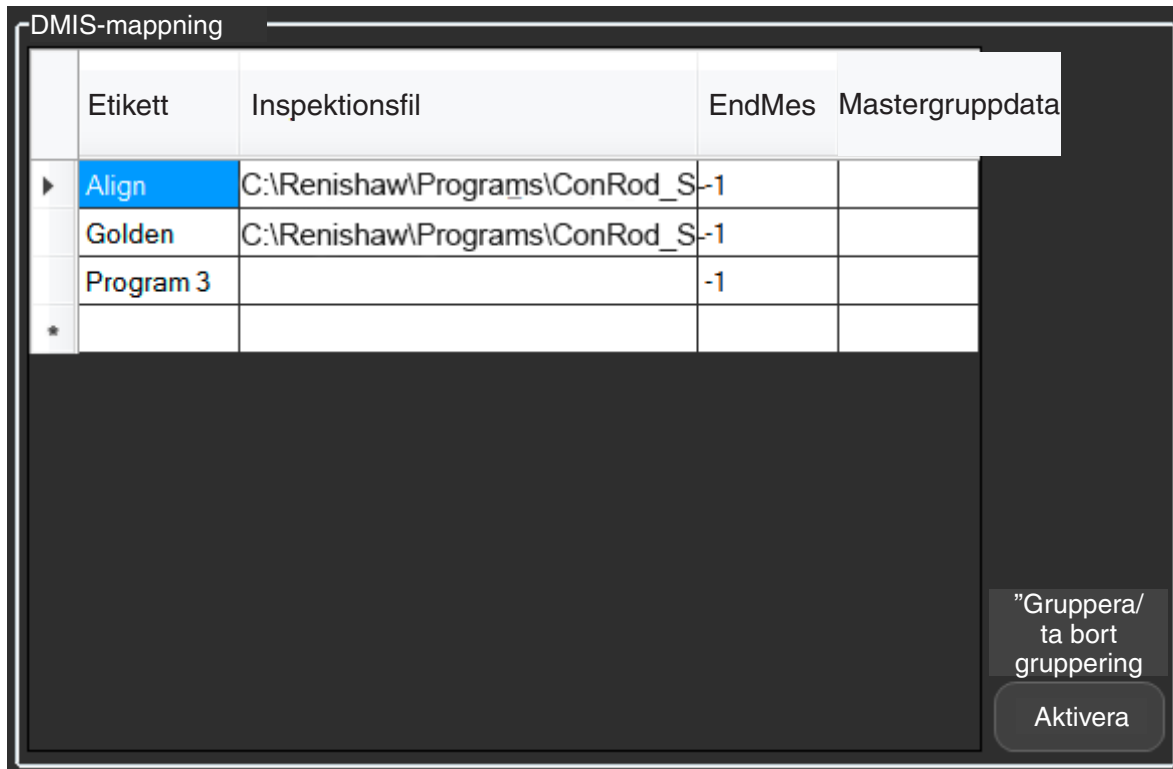 DMIS-mappning
Etikett Inspektionsfil EndMes Mastergruppdata
Align C:\Renishaw\Programs\ConRod_S -1
Golden C:\Renishaw\Programs\ConRod_S -1
Program 3 -1
*
”Gruppera/
ta bort
gruppering
Aktivera